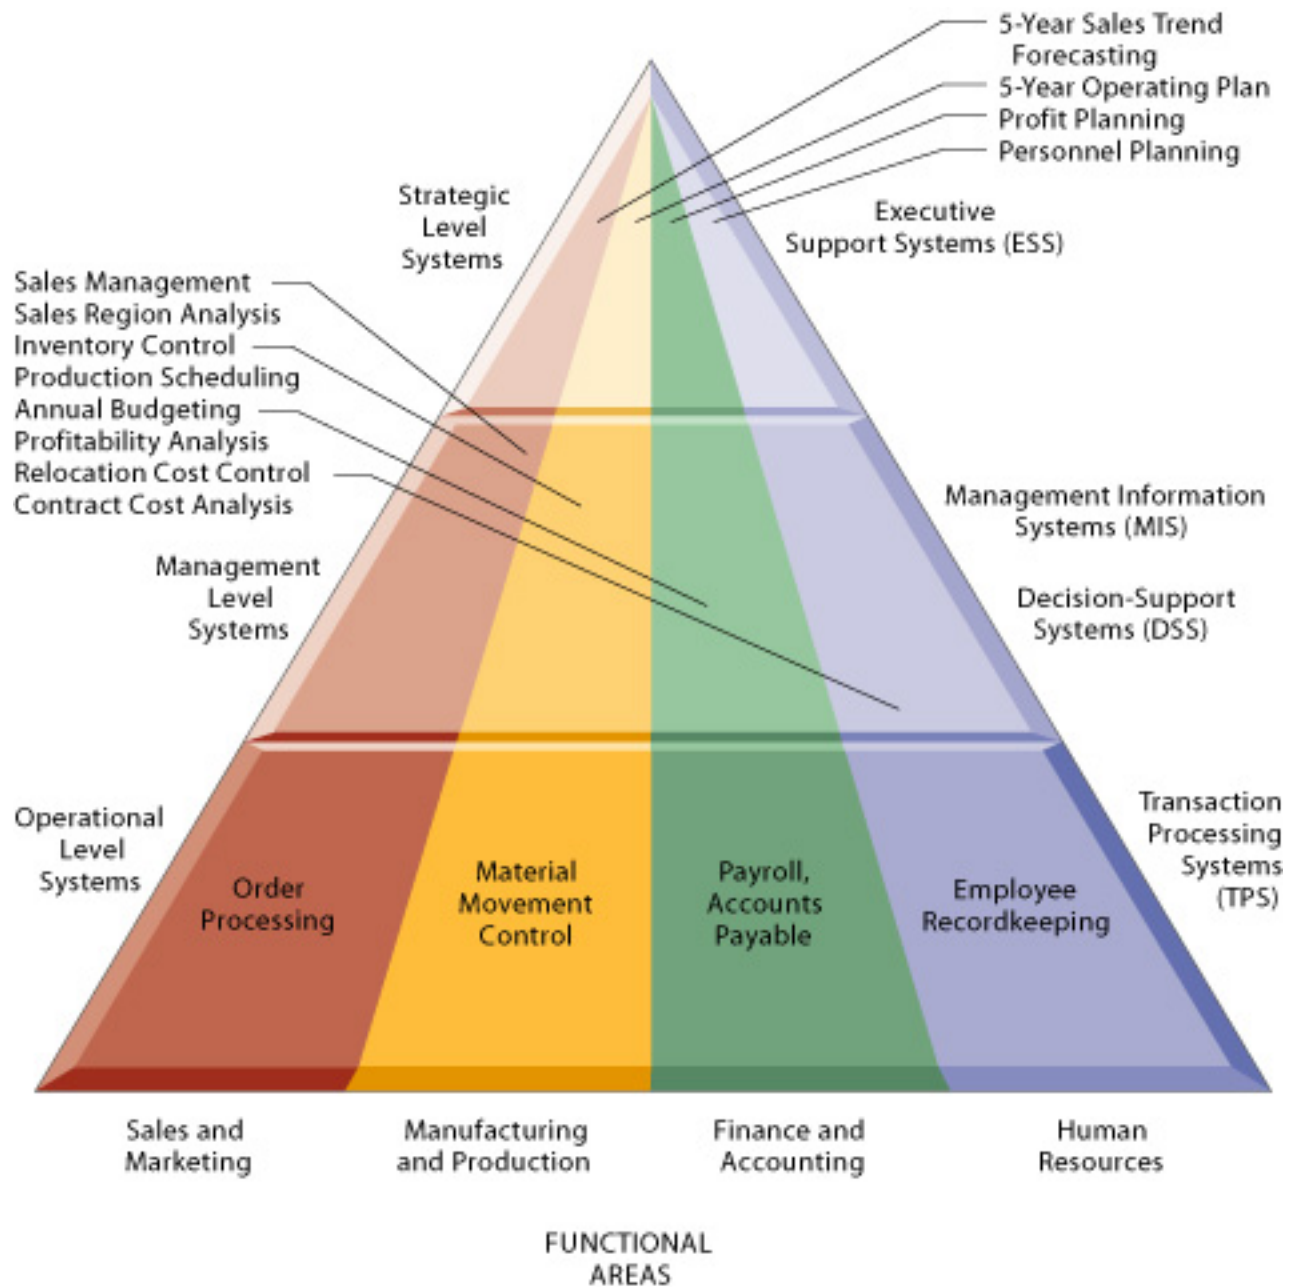 5-Year Sales Trend
Forecasting
5-Year Operating Plan
Profit Planning
Personnel Planning
Strategic
Level
Systems
Executive
Support Systems (ESS)
Sales Management
Sales Region Analysis
Inventory Control
Production Scheduling
Annual Budgeting
Profitability Analysis
Relocation Cost Control
Contract Cost Analysis
Management Information
Systems (MIS)
Management
Level
Systems
Decision-Support
Systems (DSS)
Operational
Level
Systems
Order
Processing
Material
Movement
Control
Payroll,
Accounts
Payable
Employee
Recordkeeping
Transaction
Processing
Systems
(TPS)
Sales and
Marketing
Manufacturing
and Production
Finance and
Accounting
Human
Resources
FUNCTIONAL
AREAS